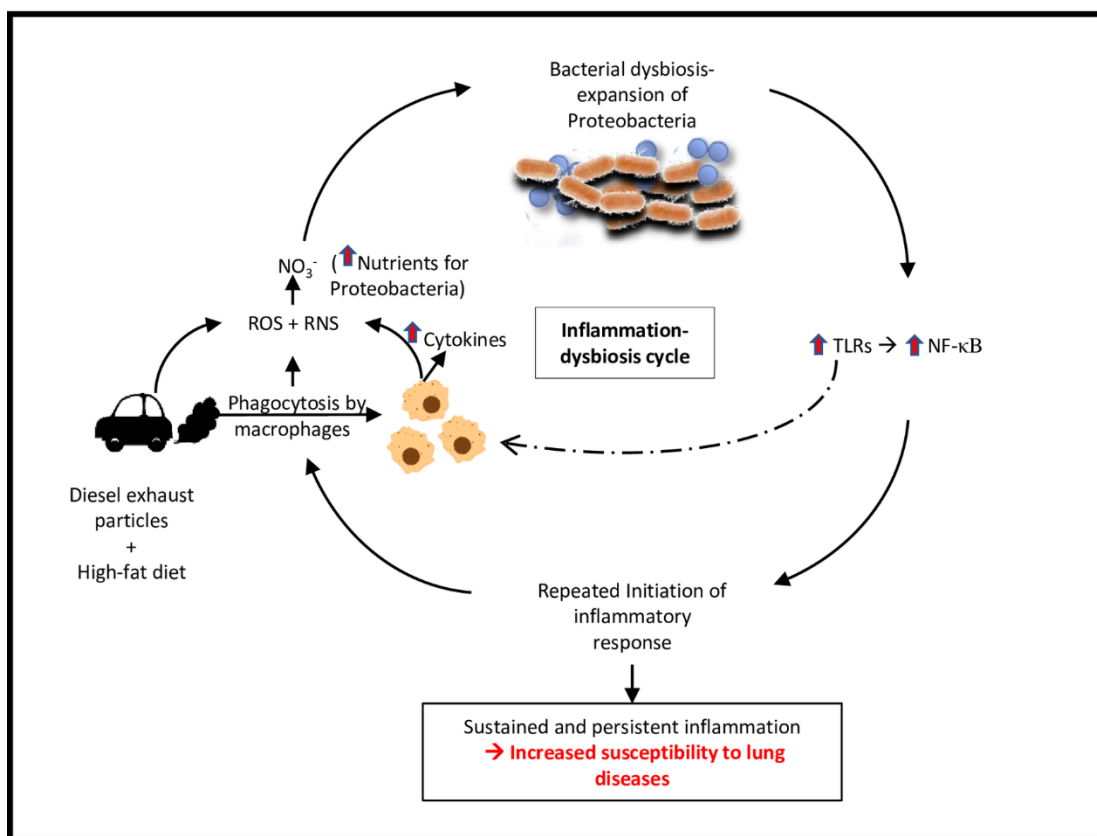 Bacterial dysbiosis-
expansion of
Proteobacteria
NO₃⁻ (⬆Nutrients for
Proteobacteria)
ROS + RNS
⬆Cytokines
Inflammation-
dysbiosis cycle
⬆ TLRs → ⬆ NF-κB
Phagocytosis by
macrophages
Diesel exhaust
particles
+
High-fat diet
Repeated Initiation of
inflammatory
response
Sustained and persistent inflammation
→ Increased susceptibility to lung
diseases